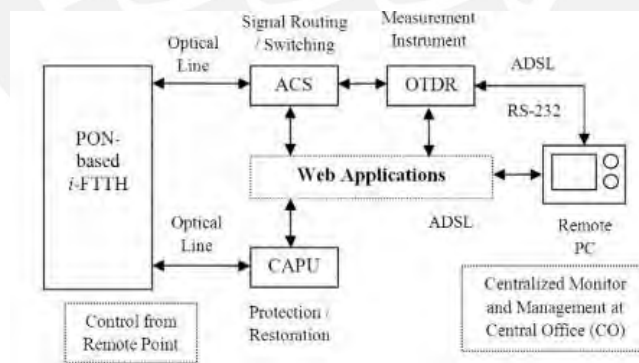 Signal Routing
/ Switching
Measurement
Instrument
Optical
Line
ACS
OTDR
ADSL
RS-232
PON-
based
i-FTTH
Web Applications
Optical
Line
ADSL
Remote
PC
CAPU
Protection /
Restoration
Control from
Remote Point
Centralized Monitor
and Management at
Central Office (CO)